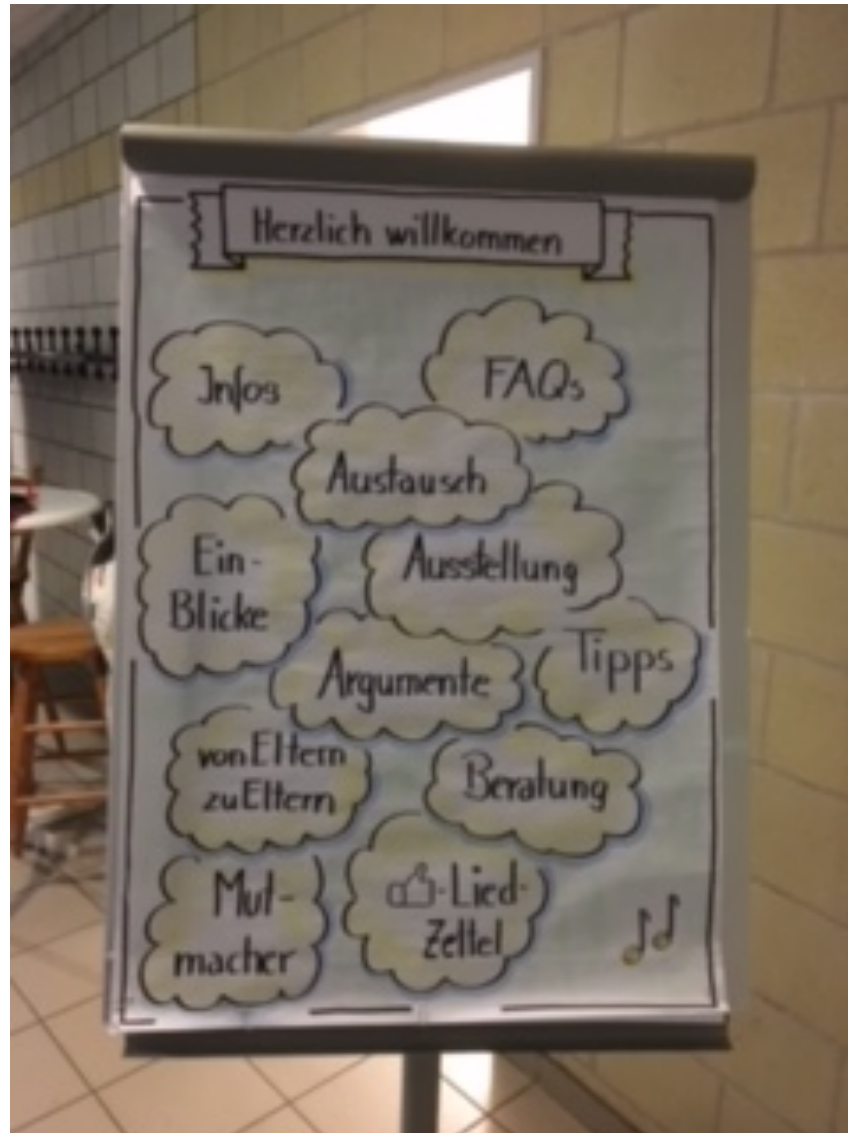 Herzlich willkommen
Infos
FAQs
Austausch
Ein-
Blicke
Ausstellung
Argumente
Tipps
von Eltern
zu Eltern
Beratung
Mut-
macher
-Lied-
Zettel